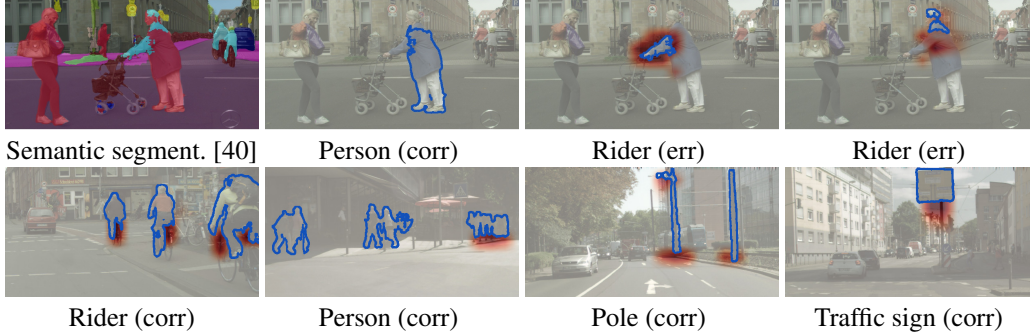 Semantic segment. [40]
Person (corr)
Rider (err)
Rider (err)
Rider (corr)
Person (corr)
Pole (corr)
Traffic sign (corr)